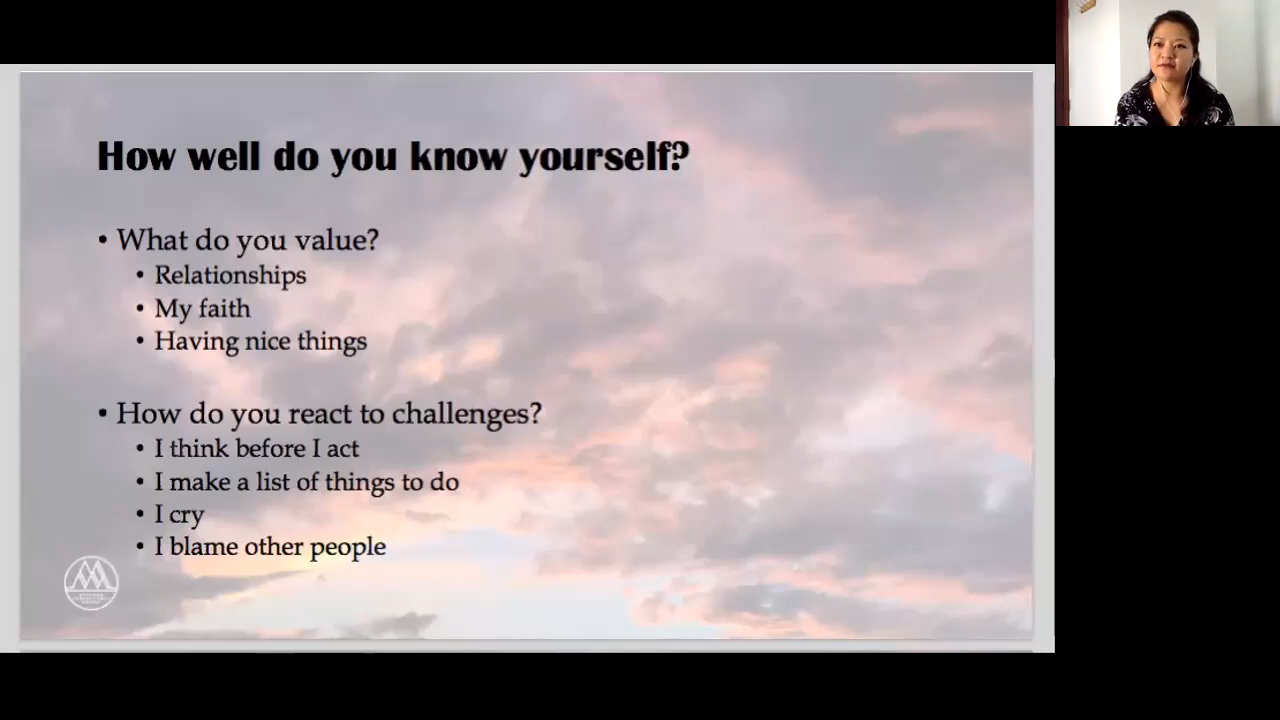 How well do you know yourself?
• What do you value?
• Relationships
• My faith
• Having nice things
• How do you react to challenges?
• I think before I act
• I make a list of things to do
• I cry
• I blame other people